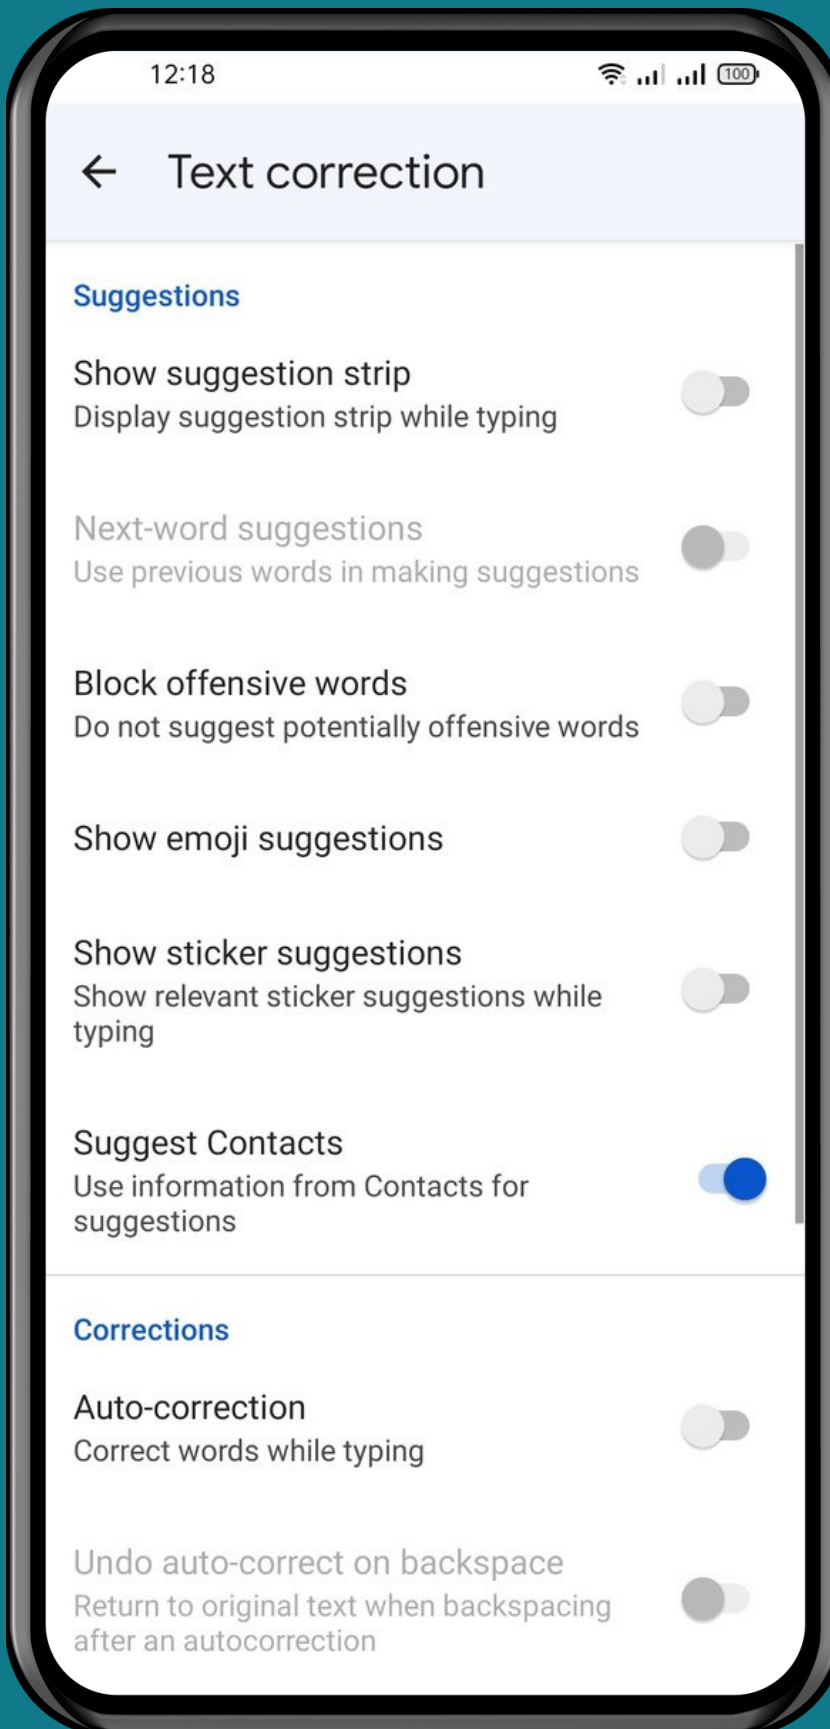 12:18
100
Text correction
Suggestions
Show suggestion strip
Display suggestion strip while typing
Next-word suggestions
Use previous words in making suggestions
Block offensive words
Do not suggest potentially offensive words
Show emoji suggestions
Show sticker suggestions
Show relevant sticker suggestions while
typing
Suggest Contacts
Use information from Contacts for
suggestions
Corrections
Auto-correction
Correct words while typing
Undo auto-correct on backspace
Return to original text when backspacing
after an autocorrection